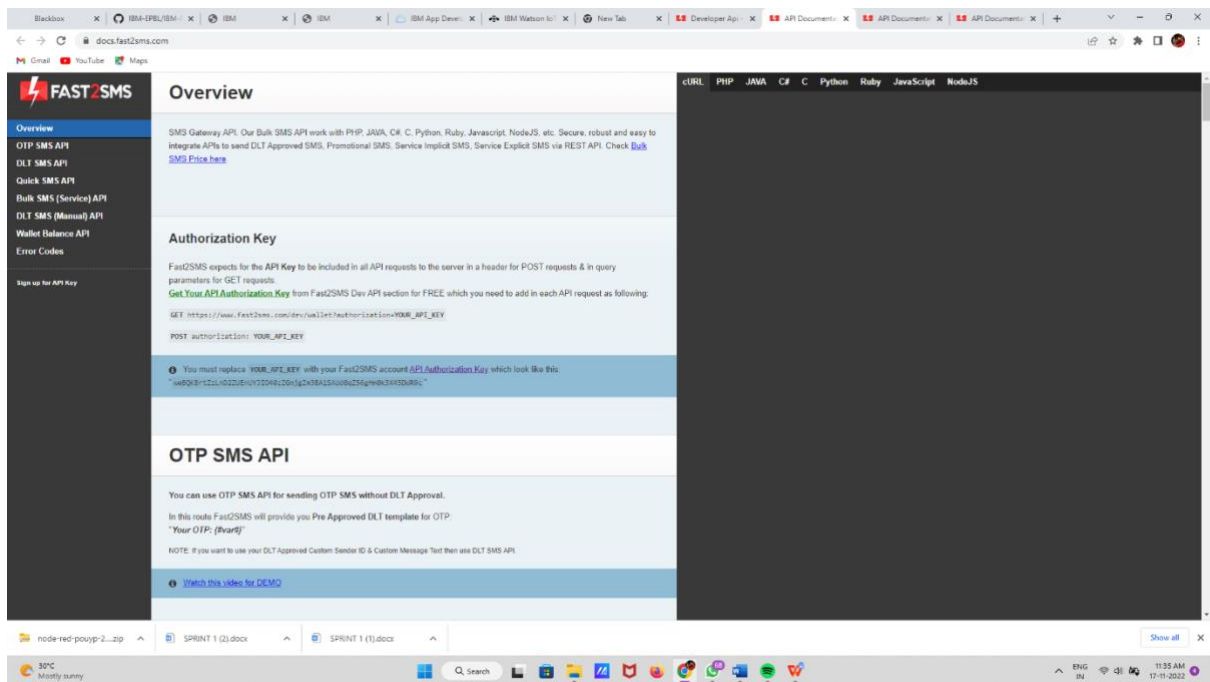 Blackbox
IBM-EPBL/IBM-
IBM
IBM
IBM App Devel
IBM Watson IoT
New Tab
Developer Api -
API Documenta
API Documenta
API Documenta
docs.fast2sms.com
Gmail
YouTube
Maps
FAST2SMS
Overview
OTP SMS API
DLT SMS API
Quick SMS API
Bulk SMS (Service) API
DLT SMS (Manual) API
Wallet Balance API
Error Codes
Sign up for API Key
Overview
SMS Gateway API. Our Bulk SMS API work with PHP, JAVA, C#, C, Python, Ruby, Javascript, NodeJS, etc. Secure, robust and easy to
integrate APIs to send DLT Approved SMS, Promotional SMS, Service Implicit SMS, Service Explicit SMS via REST API. Check Bulk
SMS Price here.
Authorization Key
Fast2SMS expects for the API Key to be included in all API requests to the server in a header for POST requests & in query
parameters for GET requests.
Get Your API Authorization Key from Fast2SMS Dev API section for FREE which you need to add in each API request as following:
GET https://www.fast2sms.com/dev/wallet?authorization=YOUR_API_KEY
POST authorization: YOUR_API_KEY
You must replace YOUR_API_KEY with your Fast2SMS account API Authorization Key which look like this:
OTP SMS API
You can use OTP SMS API for sending OTP SMS without DLT Approval.
In this route Fast2SMS will provide you Pre Approved DLT template for OTP:
"Your OTP: {#var#}"
NOTE: If you want to use your DLT Approved Custom Sender ID & Custom Message Text then use DLT SMS API.
Watch this video for DEMO
cURL PHP JAVA C# C Python Ruby JavaScript NodeJS
node-red-pouyp-2....zip
SPRINT 1 (2).docx
SPRINT 1 (1).docx
Show all
30°C
Mostly sunny
Search
ENG
IN
11:35 AM
17-11-2022